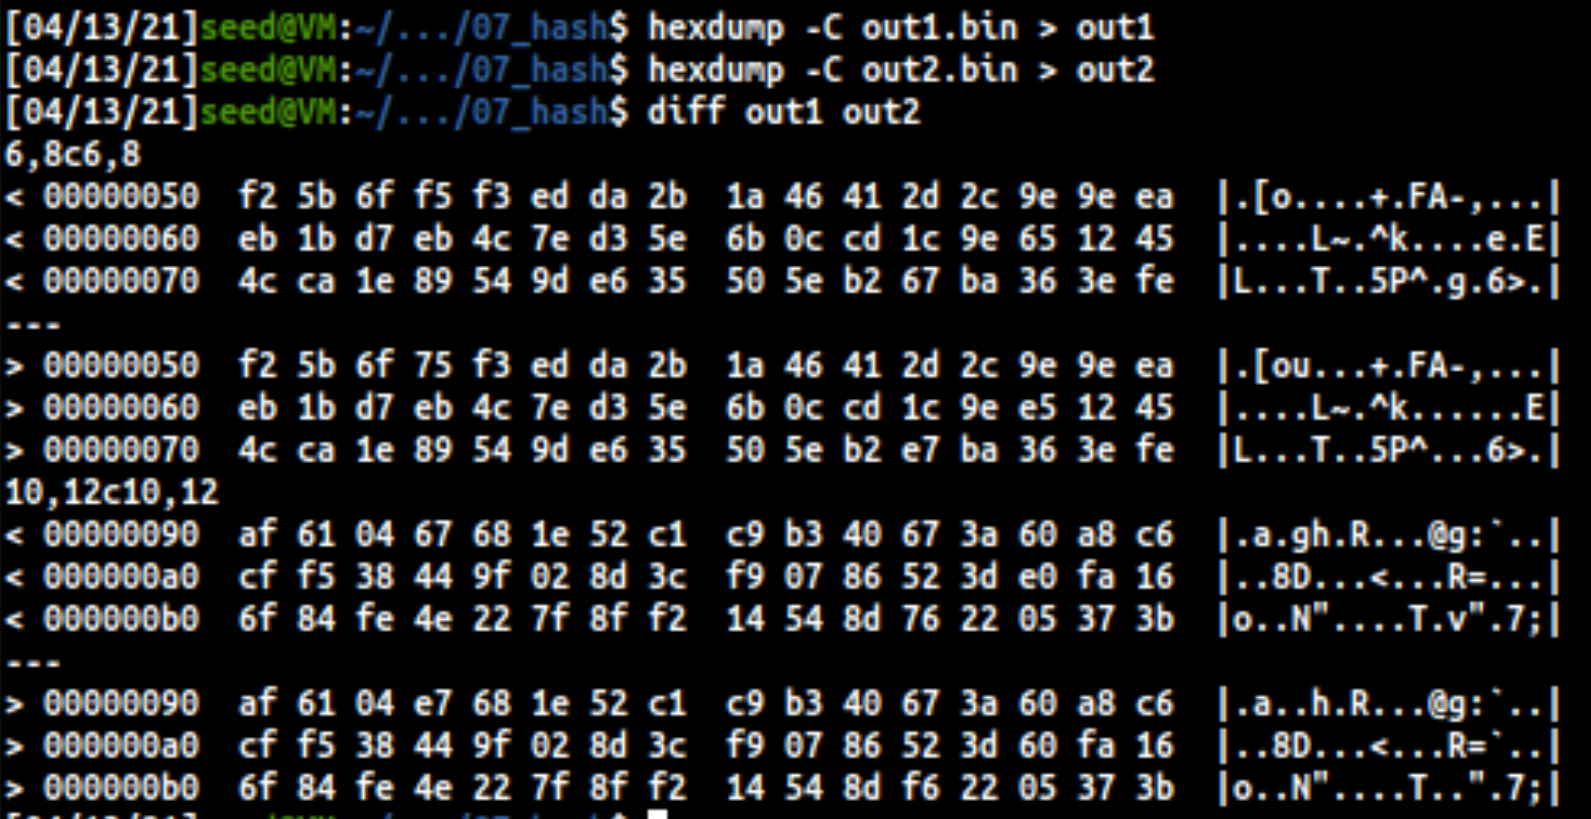 [04/13/21]seed@VM:~/.../07_hash$ hexdump -C out1.bin > out1
[04/13/21]seed@VM:~/.../07_hash$ hexdump -C out2.bin > out2
[04/13/21]seed@VM:~/.../07_hash$ diff out1 out2
6,8c6,8
< 00000050  f2 5b 6f f5 f3 ed da 2b  1a 46 41 2d 2c 9e 9e ea  |.[o....+.FA-,...|
< 00000060  eb 1b d7 eb 4c 7e d3 5e  6b 0c cd 1c 9e 65 12 45  |....L~.^k....e.E|
< 00000070  4c ca 1e 89 54 9d e6 35  50 5e b2 67 ba 36 3e fe  |L...T..5P^.g.6>.|
---
> 00000050  f2 5b 6f 75 f3 ed da 2b  1a 46 41 2d 2c 9e 9e ea  |.[ou...+.FA-,...|
> 00000060  eb 1b d7 eb 4c 7e d3 5e  6b 0c cd 1c 9e e5 12 45  |....L~.^k......E|
> 00000070  4c ca 1e 89 54 9d e6 35  50 5e b2 e7 ba 36 3e fe  |L...T..5P^...6>.|
10,12c10,12
< 00000090  af 61 04 67 68 1e 52 c1  c9 b3 40 67 3a 60 a8 c6  |.a.gh.R...@g:`..|
< 000000a0  cf f5 38 44 9f 02 8d 3c  f9 07 86 52 3d e0 fa 16  |..8D...<...R=...|
< 000000b0  6f 84 fe 4e 22 7f 8f f2  14 54 8d 76 22 05 37 3b  |o..N"....T.v".7;|
---
> 00000090  af 61 04 e7 68 1e 52 c1  c9 b3 40 67 3a 60 a8 c6  |.a..h.R...@g:`..|
> 000000a0  cf f5 38 44 9f 02 8d 3c  f9 07 86 52 3d 60 fa 16  |..8D...<...R=`..|
> 000000b0  6f 84 fe 4e 22 7f 8f f2  14 54 8d f6 22 05 37 3b  |o..N"....T..".7;|